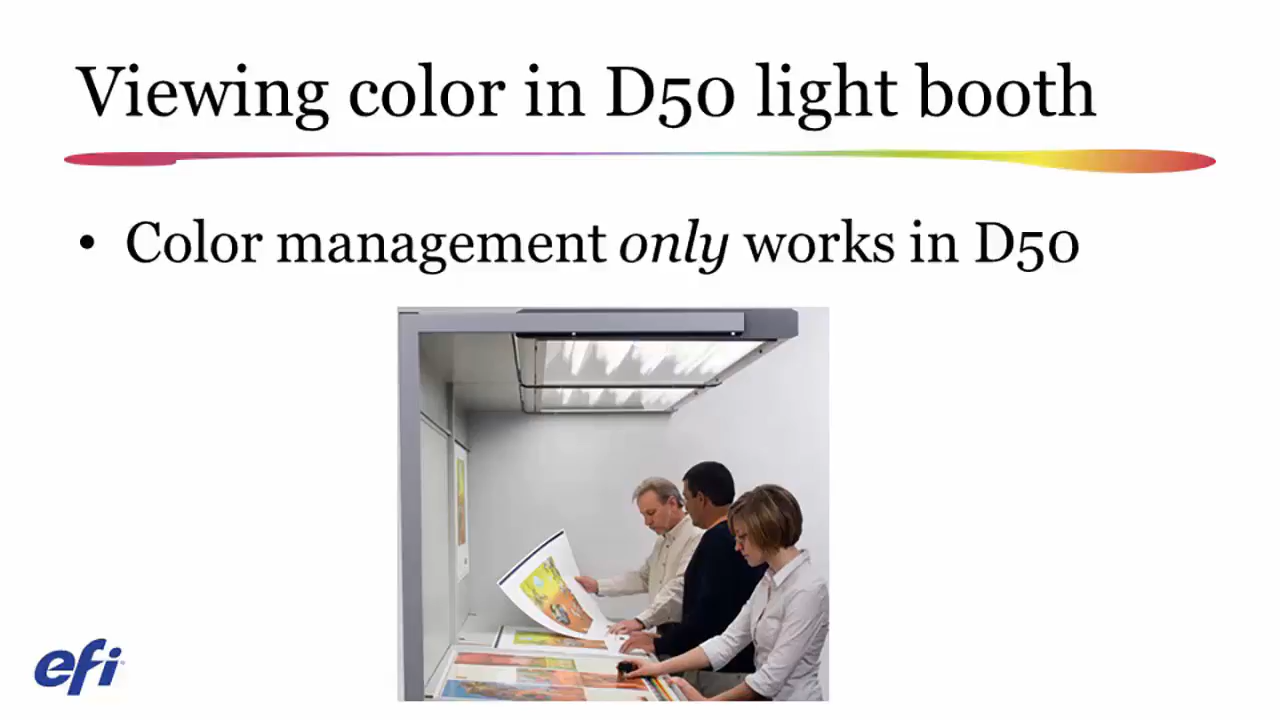 Viewing color in D50 light booth
• Color management only works in D50
efi